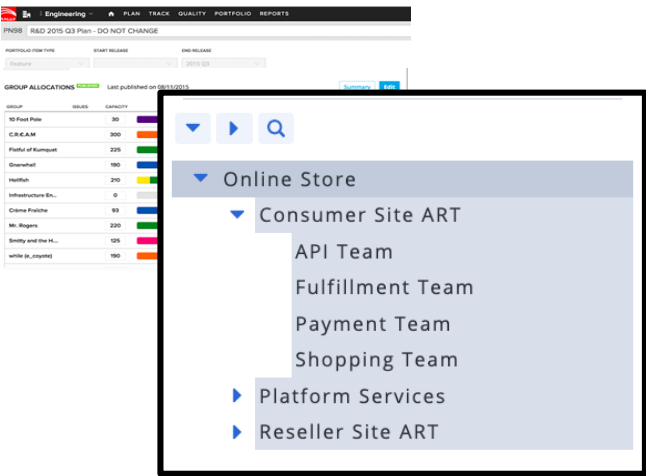 Engineering PLAN TRACK QUALITY PORTFOLIO REPORTS
PN98 R&D 2015 Q3 Plan - DO NOT CHANGE
PORTFOLIO ITEM TYPE START RELEASE END RELEASE
Feature 2015 Q3
GROUP ALLOCATIONS Last published on 08/11/2015 Summary Edit
GROUP ISSUES CAPACITY
10 Foot Pole 30
C.R.E.A.M 300
Fistful of Kumquat 225
Gnarwhal! 190
Hellfish 210
Infrastructure En... 0
Crème Fraîche 93
Mr. Rogers 220
Smitty and the H... 125
while (e_coyote) 190
Online Store
Consumer Site ART
API Team
Fulfillment Team
Payment Team
Shopping Team
Platform Services
Reseller Site ART